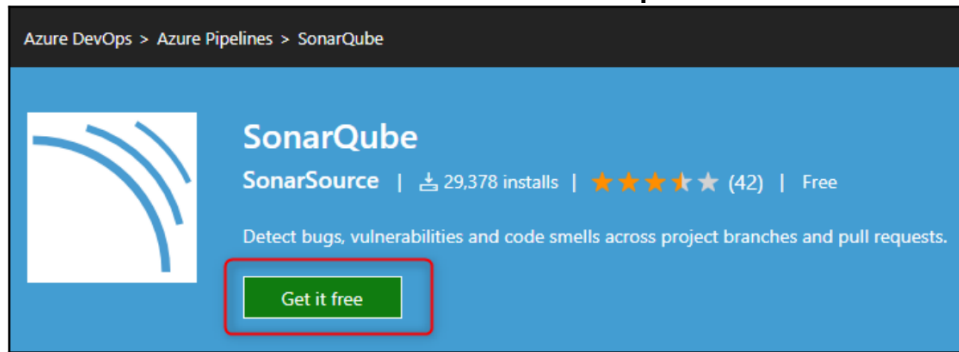 Azure DevOps > Azure Pipelines > SonarQube
SonarQube
SonarSource | 29,378 installs | (42) | Free
Detect bugs, vulnerabilities and code smells across project branches and pull requests.
Get it free